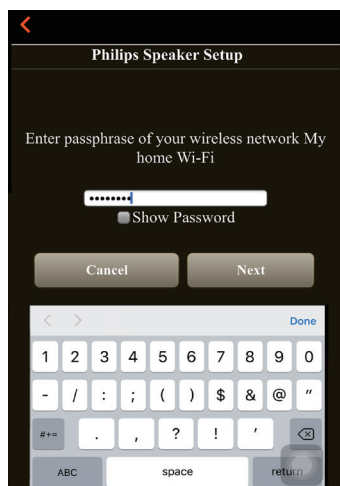 Philips Speaker Setup
Enter passphrase of your wireless network My
home Wi-Fi
••••••••
Show Password
Cancel Next
Done
1 2 3 4 5 6 7 8 9 0
- / : ; ( ) $ & @ "
#+= . , ? ! '
ABC space return